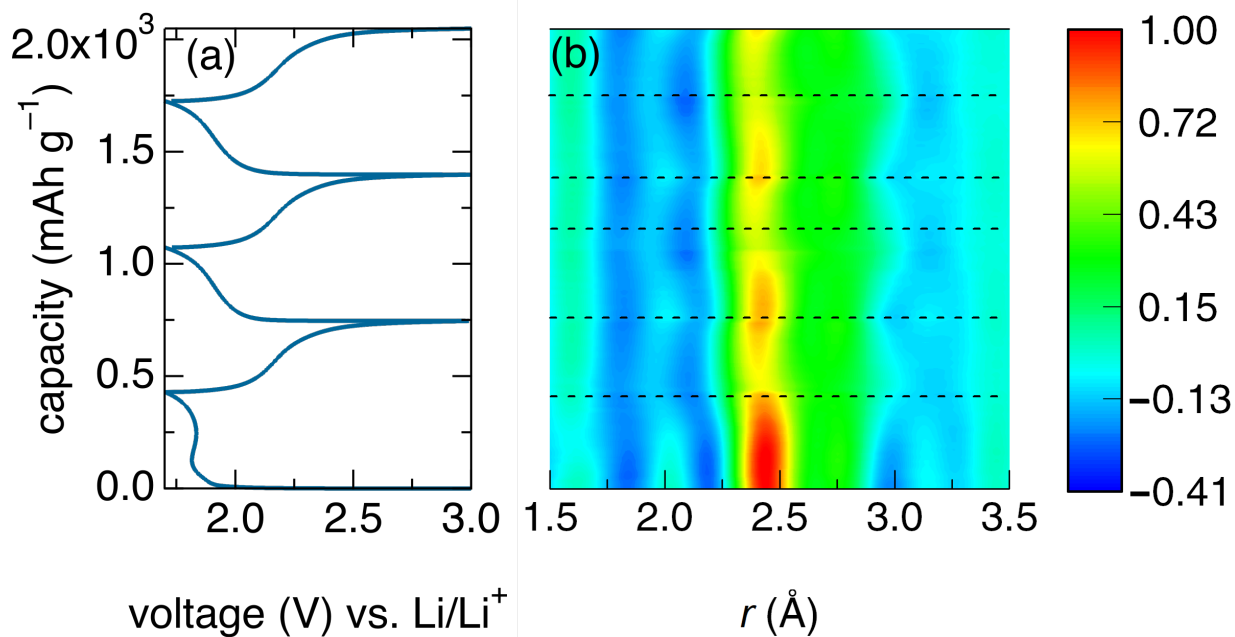 (a)
2.0x10³
1.5
1.0
0.5
0.0
capacity (mAh g⁻¹)
2.0 2.5 3.0
voltage (V) vs. Li/Li⁺
(b)
1.5 2.0 2.5 3.0 3.5
r (Å)
1.00
0.72
0.43
0.15
−0.13
−0.41